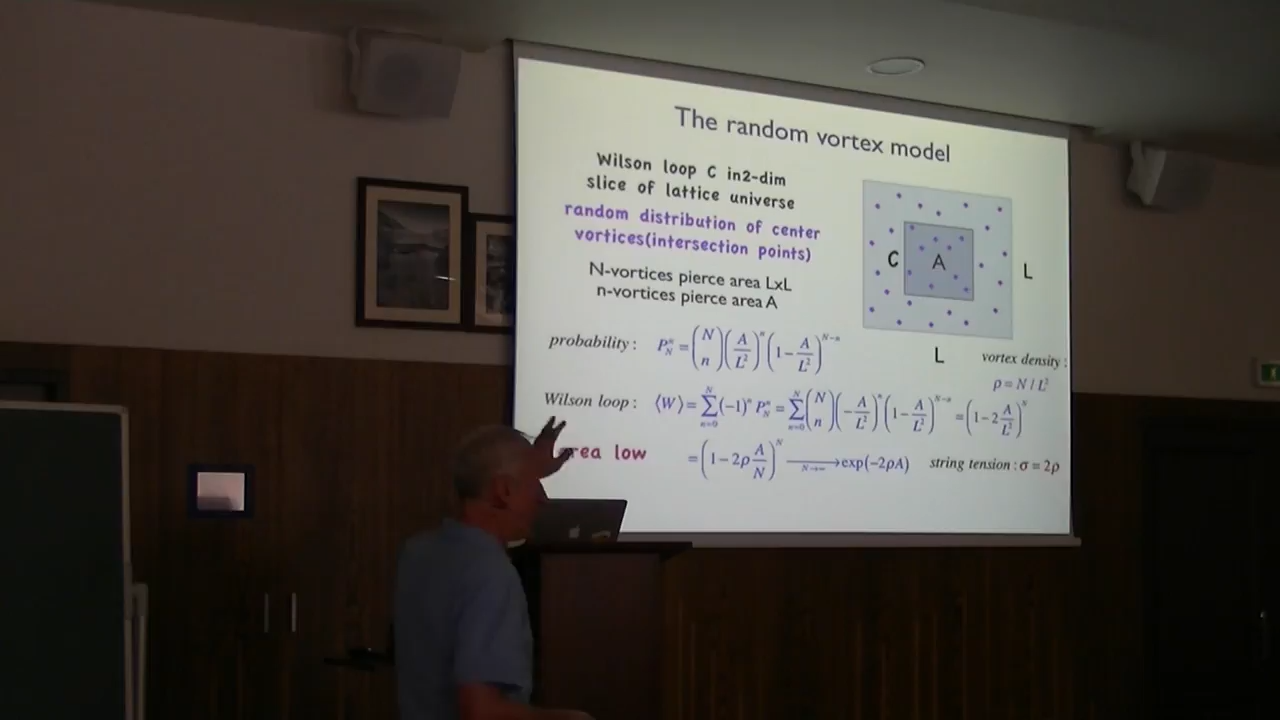 The random vortex model
Wilson loop C in2-dim
slice of lattice universe
random distribution of center
vortices(intersection points)
N-vortices pierce area LxL
n-vortices pierce area A
C
A
L
L
vortex density :
ρ = N / L²
probability : P_N^n = (N n) (A/L²)^n (1 − A/L²)^{N−n}
Wilson loop : ⟨W⟩ = ∑_{n=0}^{N} (−1)^n P_N^n = ∑_{n=0}^{N} (N n) (−A/L²)^n (1 − A/L²)^{N−n} = (1 − 2 A/L²)^N
rea low = (1 − 2ρ A/N)^N ⟶_{N→∞} exp(−2ρA) string tension : σ = 2ρ